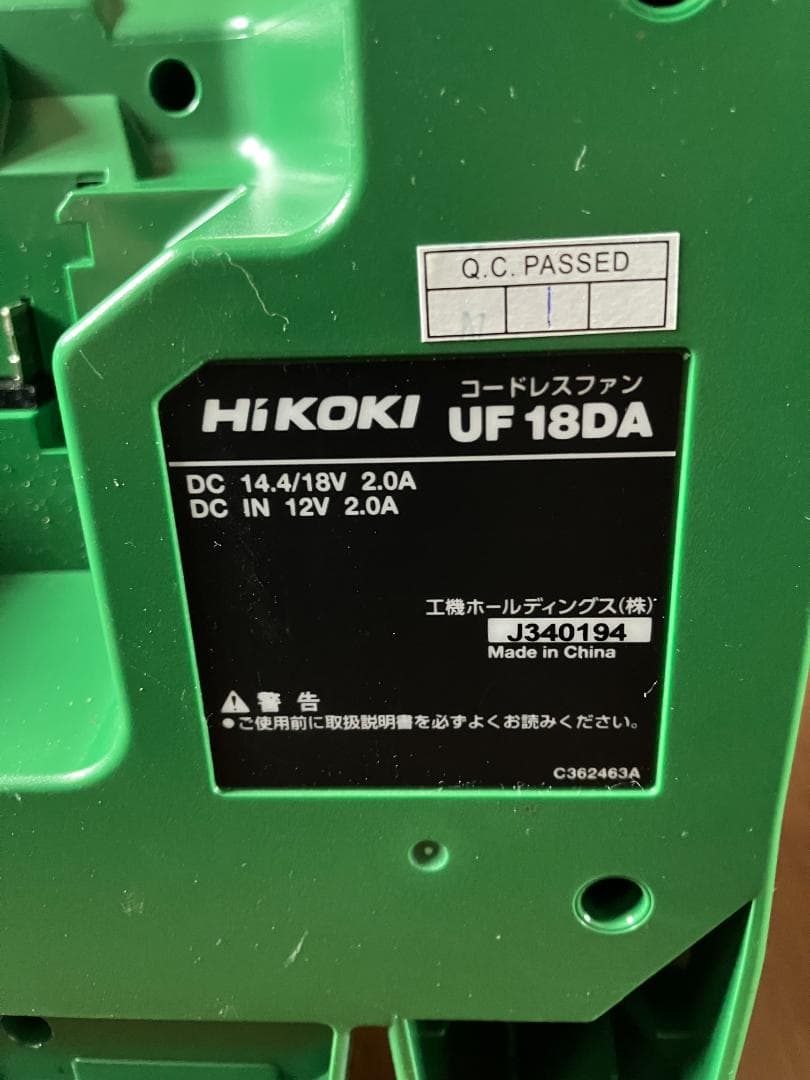 Q.C. PASSED
HiKOKI
コードレスファン
UF 18DA
DC 14.4/18V 2.0A
DC IN 12V 2.0A
工機ホールディングス(株)
J340194
Made in China
警告
●ご使用前に取扱説明書を必ずよくお読みください。
C362463A